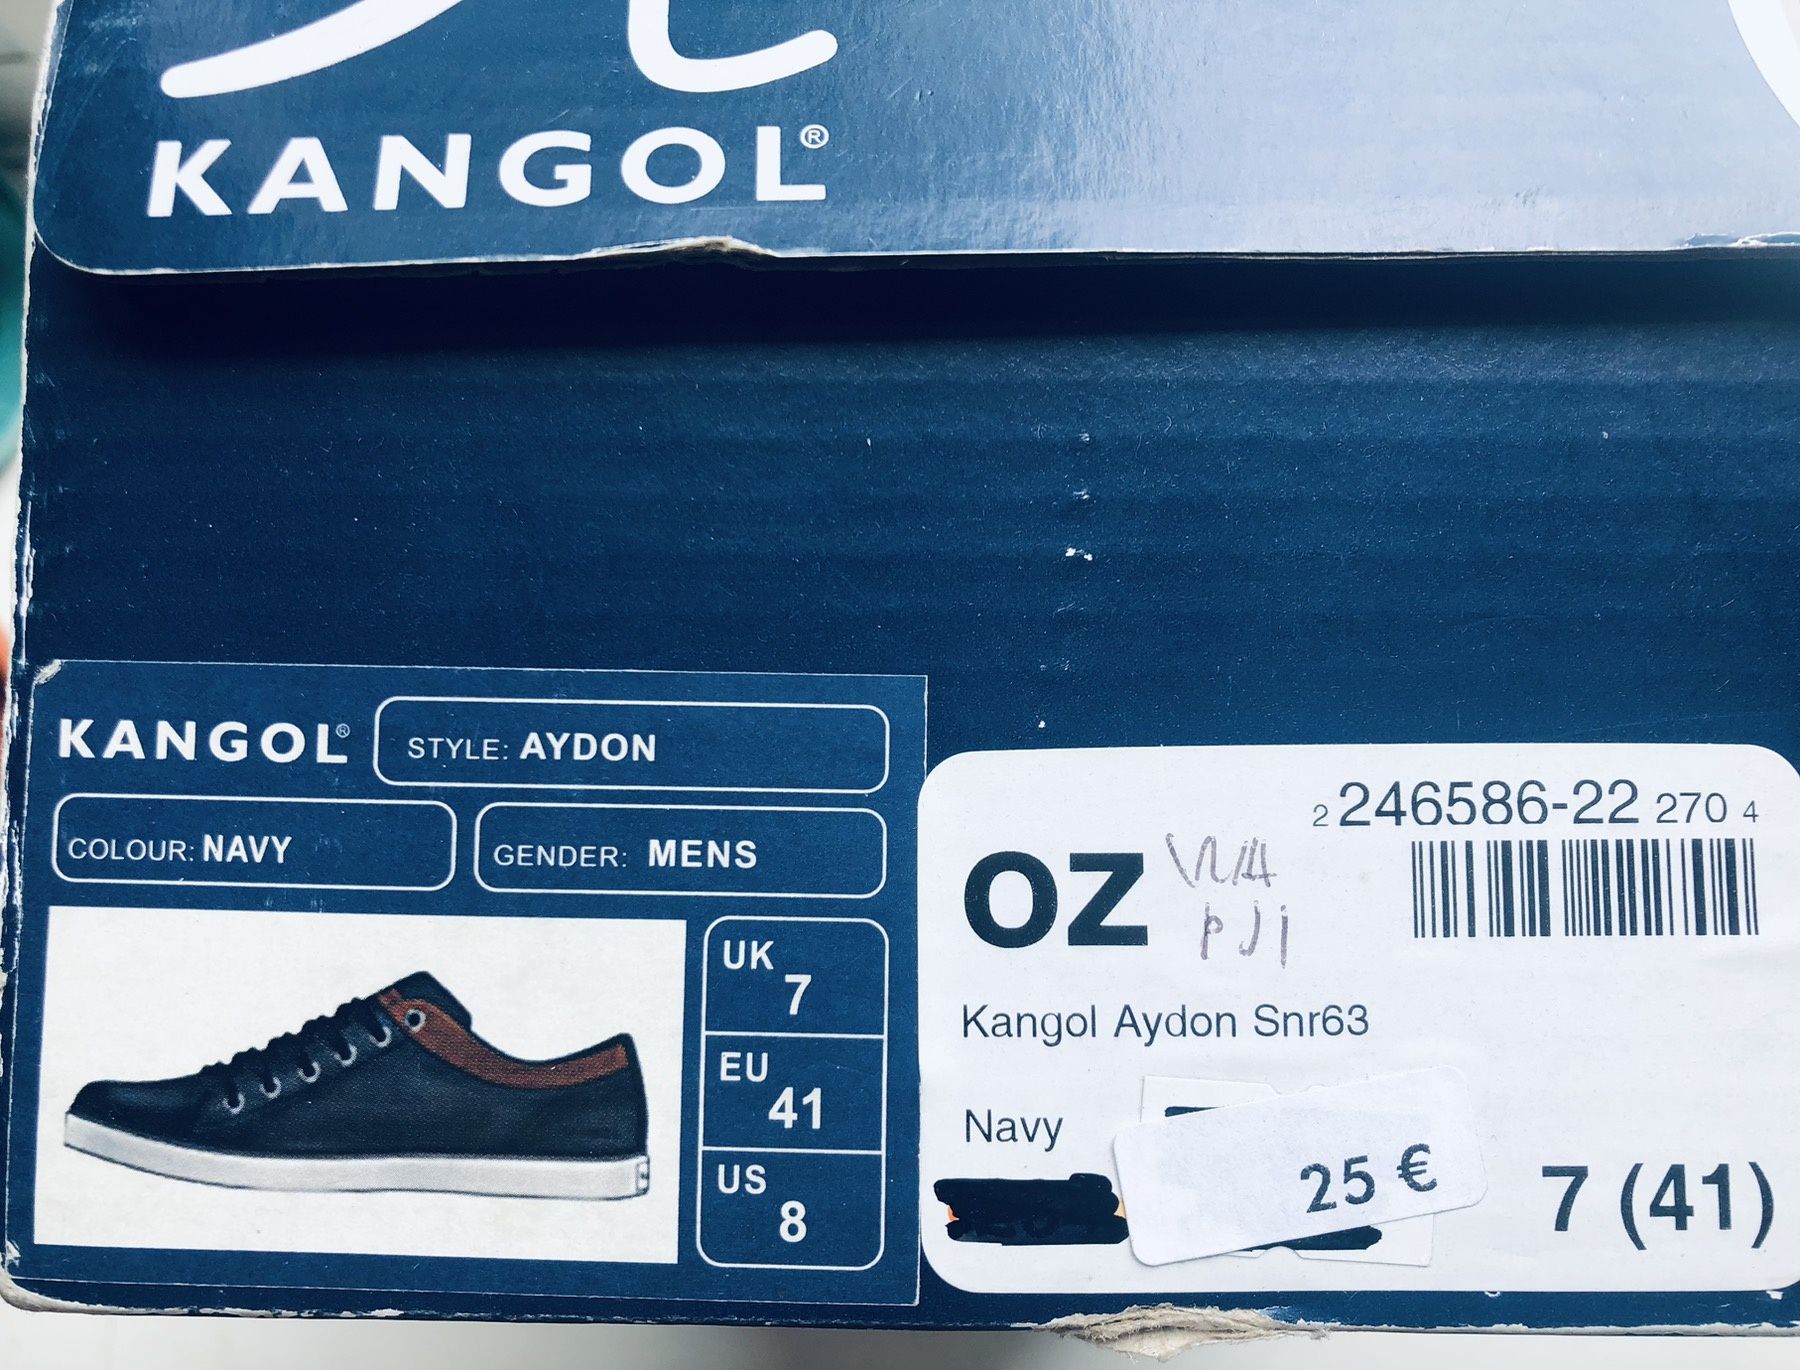 KANGOL®
KANGOL®
STYLE: AYDON
COLOUR: NAVY
GENDER: MENS
UK
7
EU
41
US
8
2 246586-22 270 4
OZ
Kangol Aydon Snr63
Navy
25 €
7 (41)